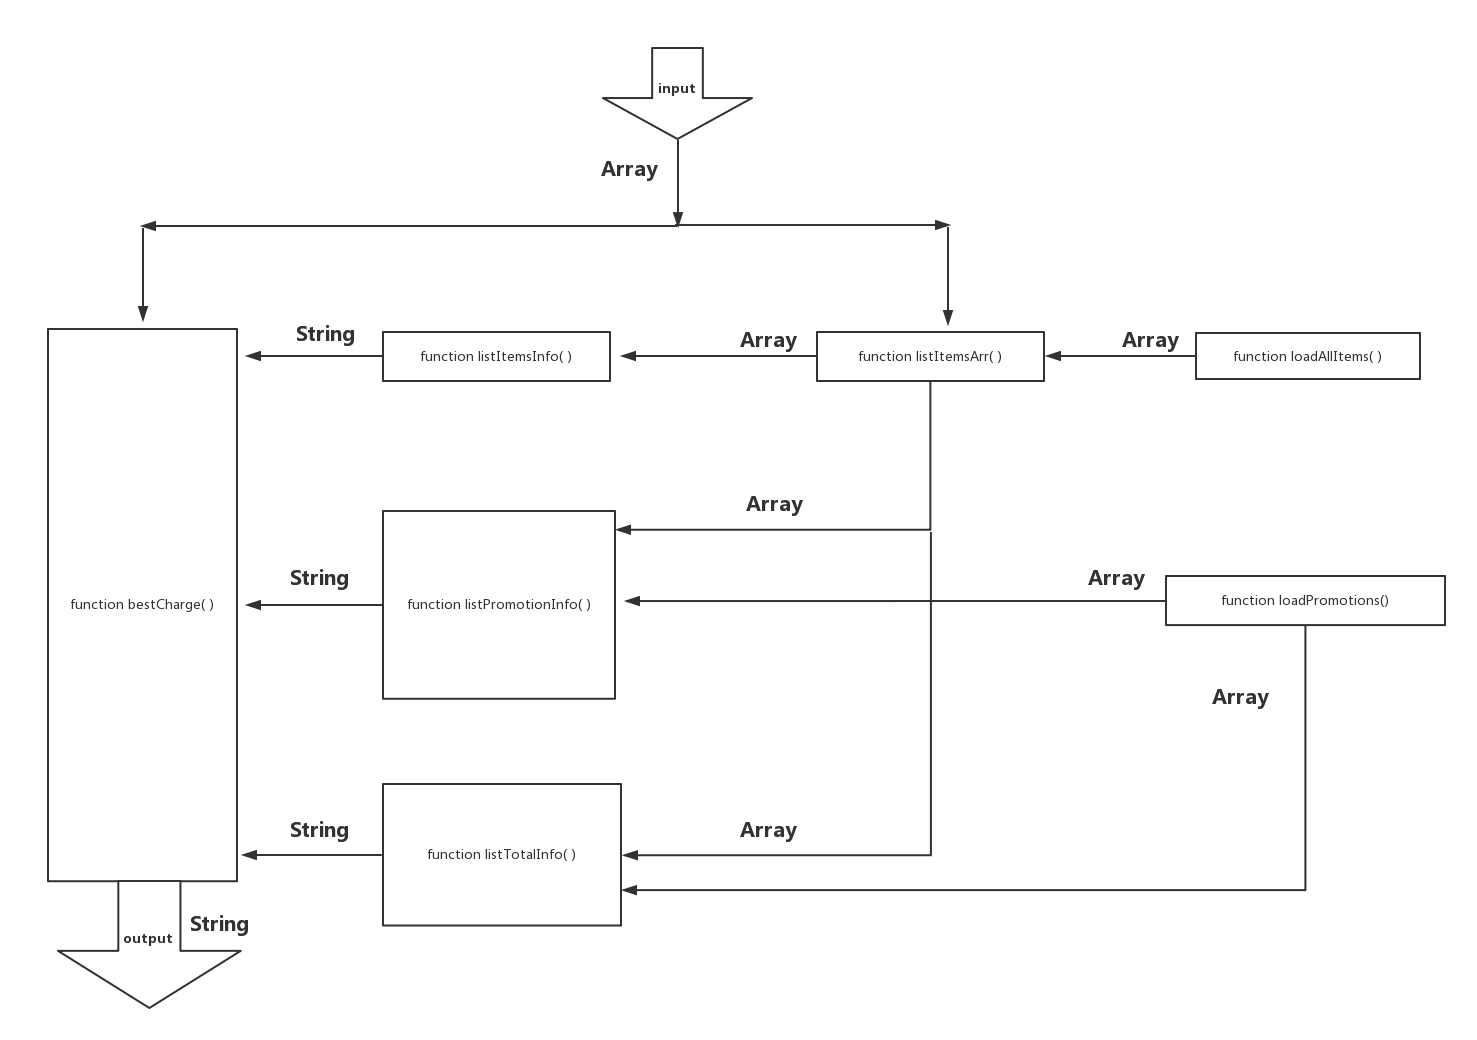 input
Array
String
Array
Array
function listItemsInfo( )
function listItemsArr( )
function loadAllItems( )
Array
String
Array
function bestCharge( )
function listPromotionInfo( )
function loadPromotions()
Array
String
Array
function listTotalInfo( )
String
output